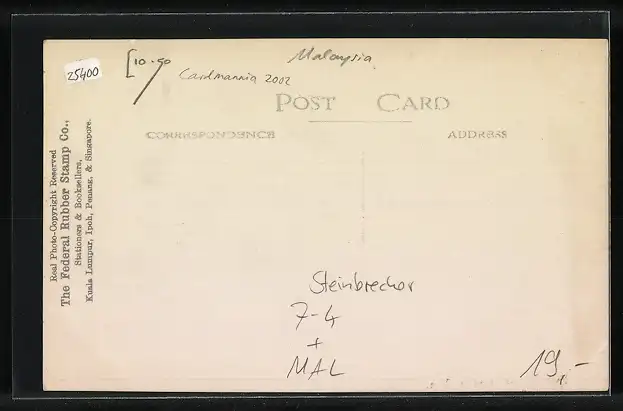 25400
[10.50
Malaysia
Cardmannia 2002
POST CARD
CORRESPONDENCE
ADDRESS
Real Photo-Copyright Reserved
The Federal Rubber Stamp Co.,
Stationers & Booksellers,
Kuala Lumpur, Ipoh, Penang, & Singapore.
Steinbrecher
7-4
+
MAL
19,-